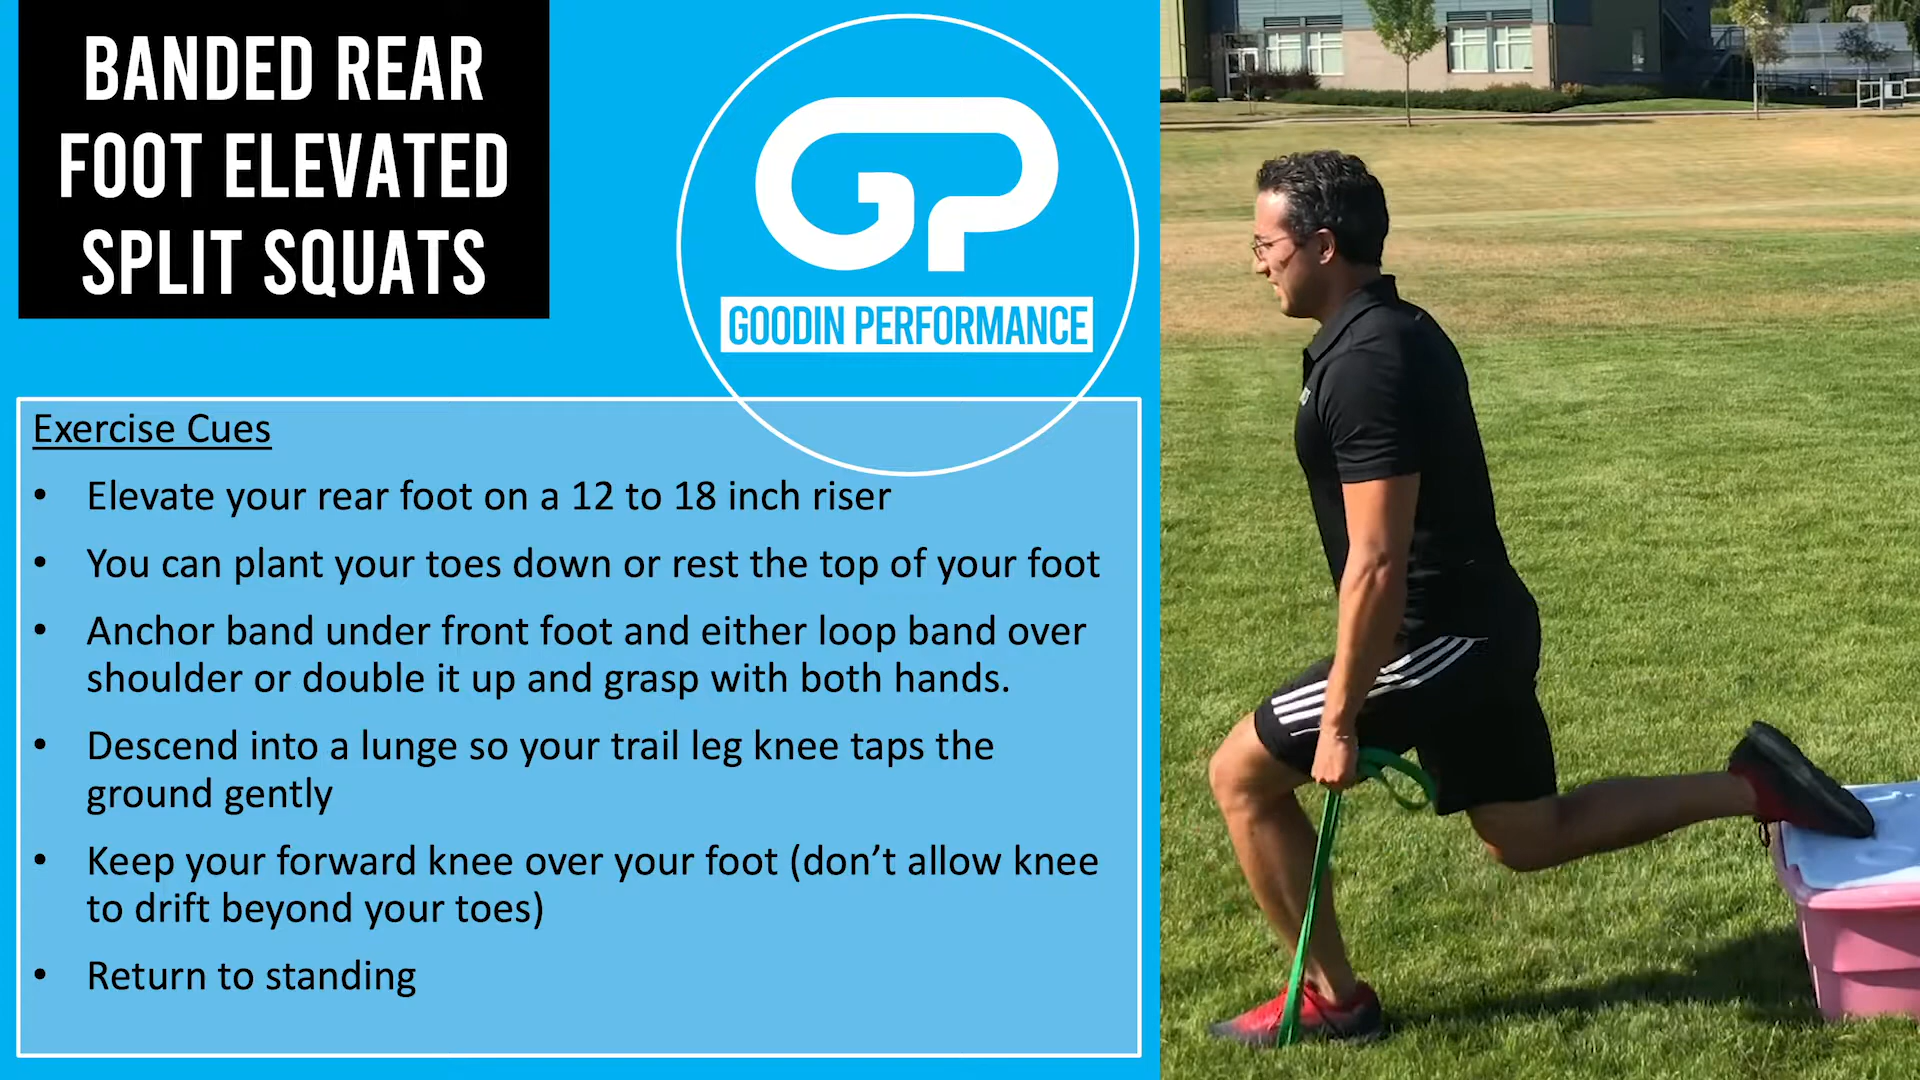 BANDED REAR
FOOT ELEVATED
SPLIT SQUATS
GP
GOODIN PERFORMANCE
Exercise Cues
• Elevate your rear foot on a 12 to 18 inch riser
• You can plant your toes down or rest the top of your foot
• Anchor band under front foot and either loop band over
shoulder or double it up and grasp with both hands.
• Descend into a lunge so your trail leg knee taps the
ground gently
• Keep your forward knee over your foot (don’t allow knee
to drift beyond your toes)
• Return to standing